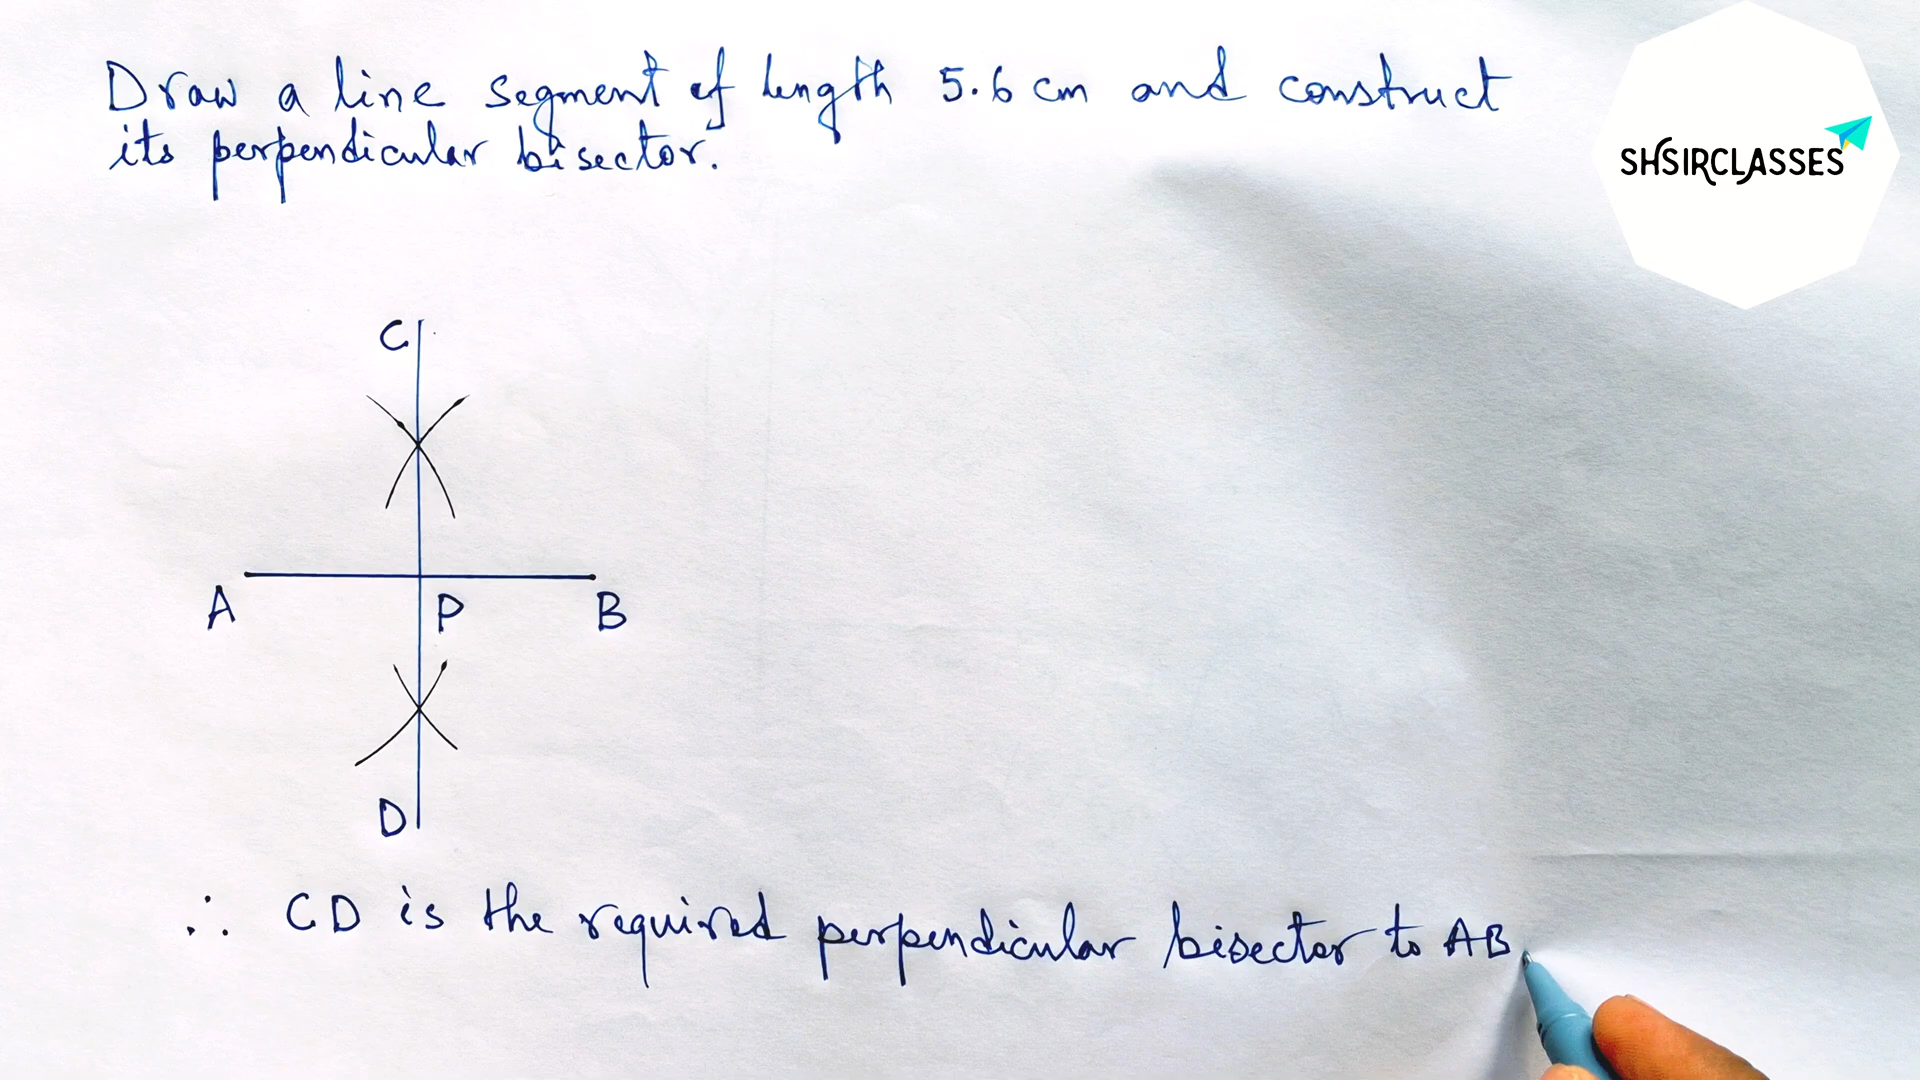 Draw a line segment of length 5.6 cm and construct
its perpendicular bisector.
SHSIRCLASSES
C
A P B
D
∴ CD is the required perpendicular bisector to AB